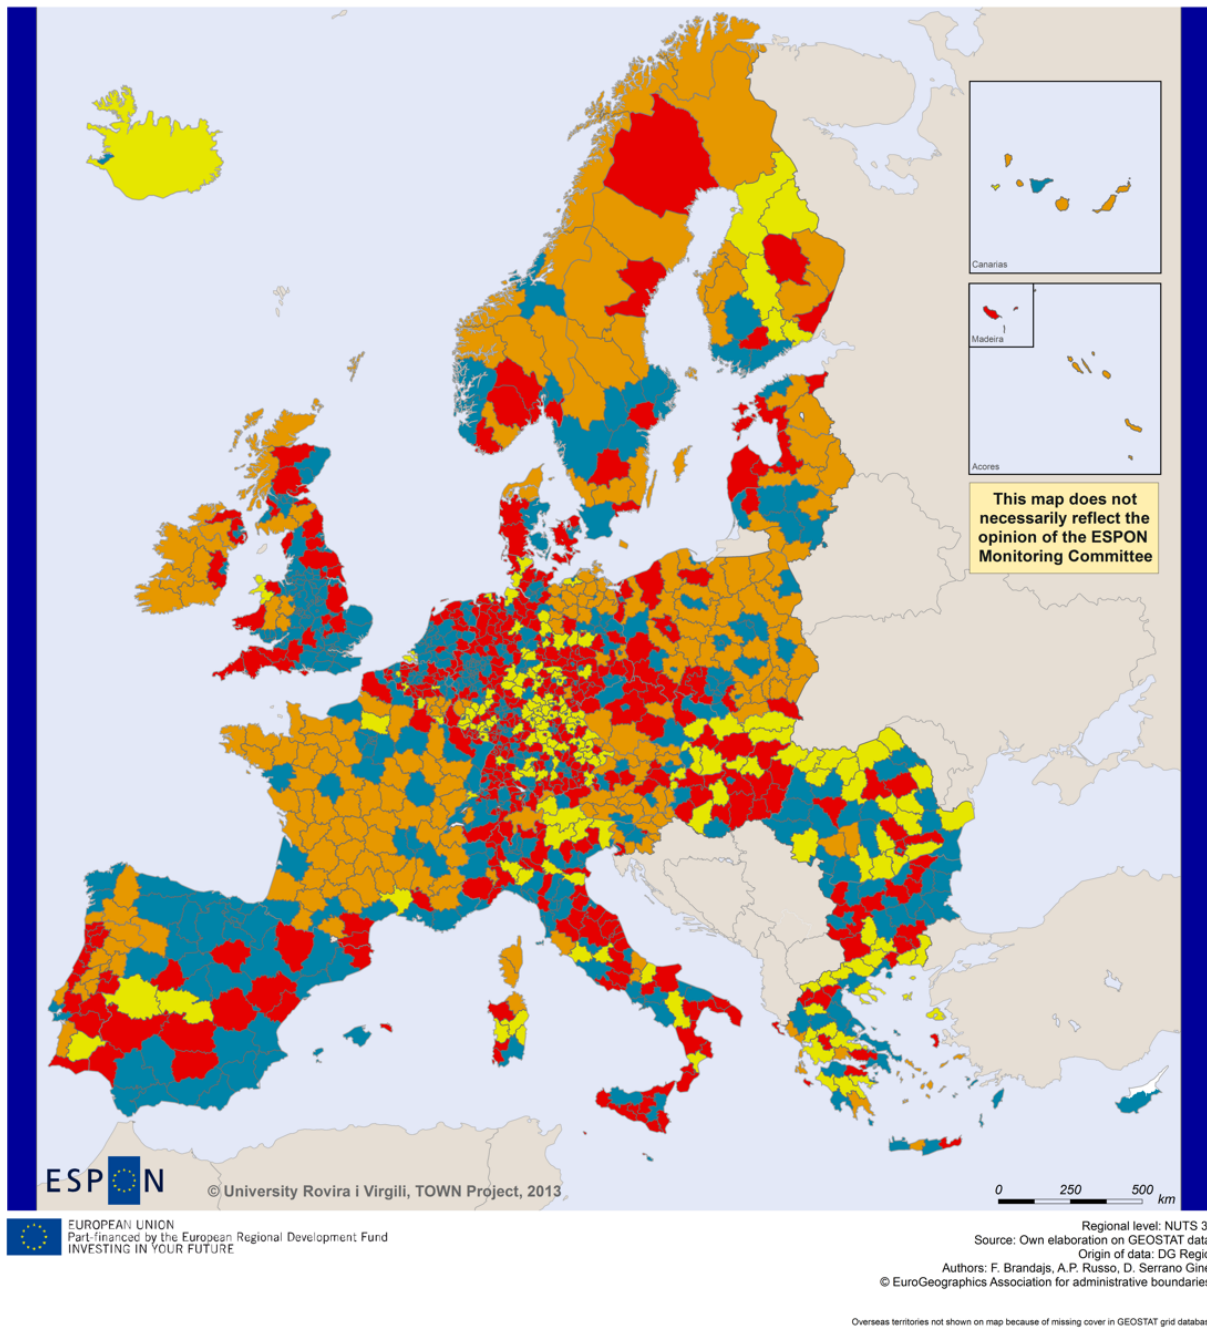 Canarias
Madeira
Acores
This map does not
necessarily reflect the
opinion of the ESPON
Monitoring Committee
ESPON
© University Rovira i Virgili, TOWN Project, 2013
0 250 500
km
EUROPEAN UNION
Part-financed by the European Regional Development Fund
INVESTING IN YOUR FUTURE
Regional level: NUTS 3
Source: Own elaboration on GEOSTAT data
Origin of data: DG Regio
Authors: F. Brandajs, A.P. Russo, D. Serrano Gine
© EuroGeographics Association for administrative boundaries
Overseas territories not shown on map because of missing cover in GEOSTAT grid databas